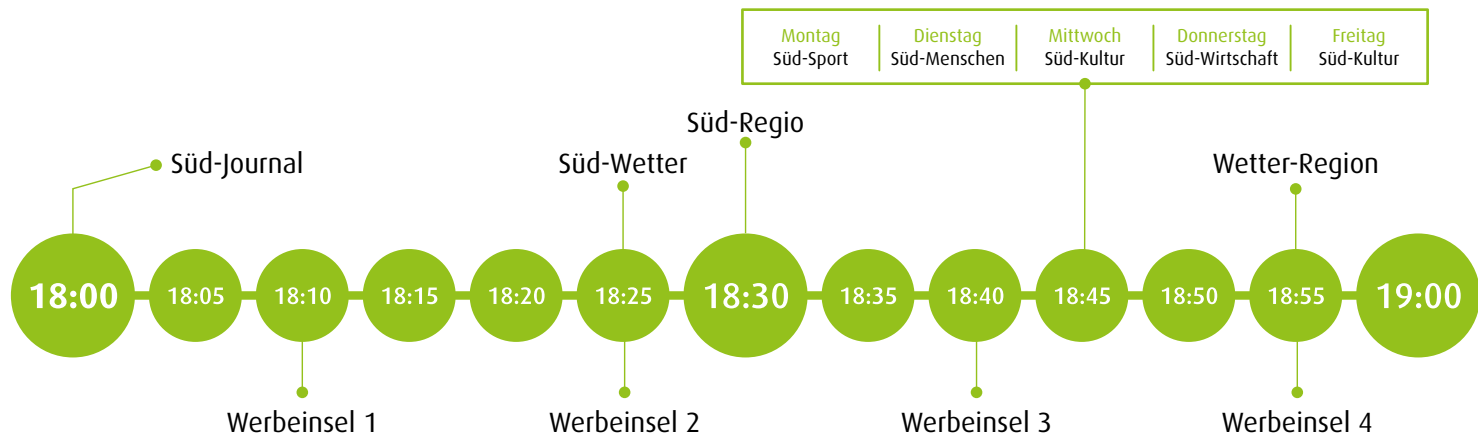 Montag Dienstag Mittwoch Donnerstag Freitag
Süd-Sport Süd-Menschen Süd-Kultur Süd-Wirtschaft Süd-Kultur
Süd-Regio
Süd-Journal Süd-Wetter Wetter-Region
18:00 18:05 18:10 18:15 18:20 18:25 18:30 18:35 18:40 18:45 18:50 18:55 19:00
Werbeinsel 1 Werbeinsel 2 Werbeinsel 3 Werbeinsel 4